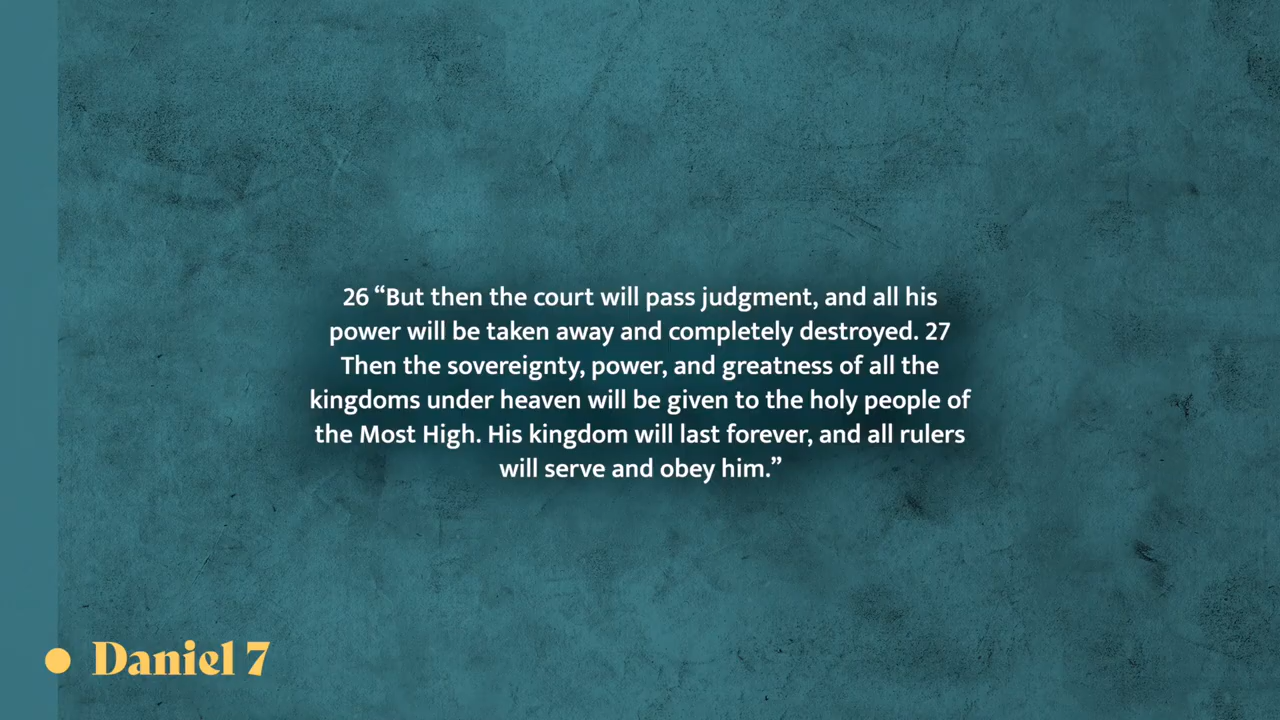 26 “But then the court will pass judgment, and all his
power will be taken away and completely destroyed. 27
Then the sovereignty, power, and greatness of all the
kingdoms under heaven will be given to the holy people of
the Most High. His kingdom will last forever, and all rulers
will serve and obey him.”
Daniel 7